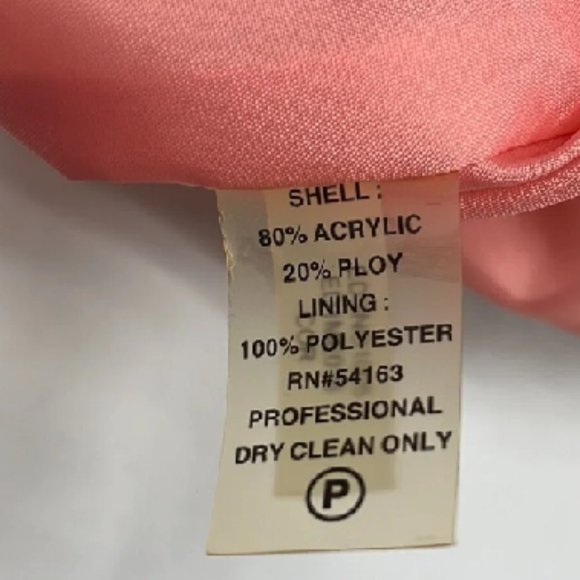 SHELL :
80% ACRYLIC
20% PLOY
LINING :
100% POLYESTER
RN#54163
PROFESSIONAL
DRY CLEAN ONLY
P